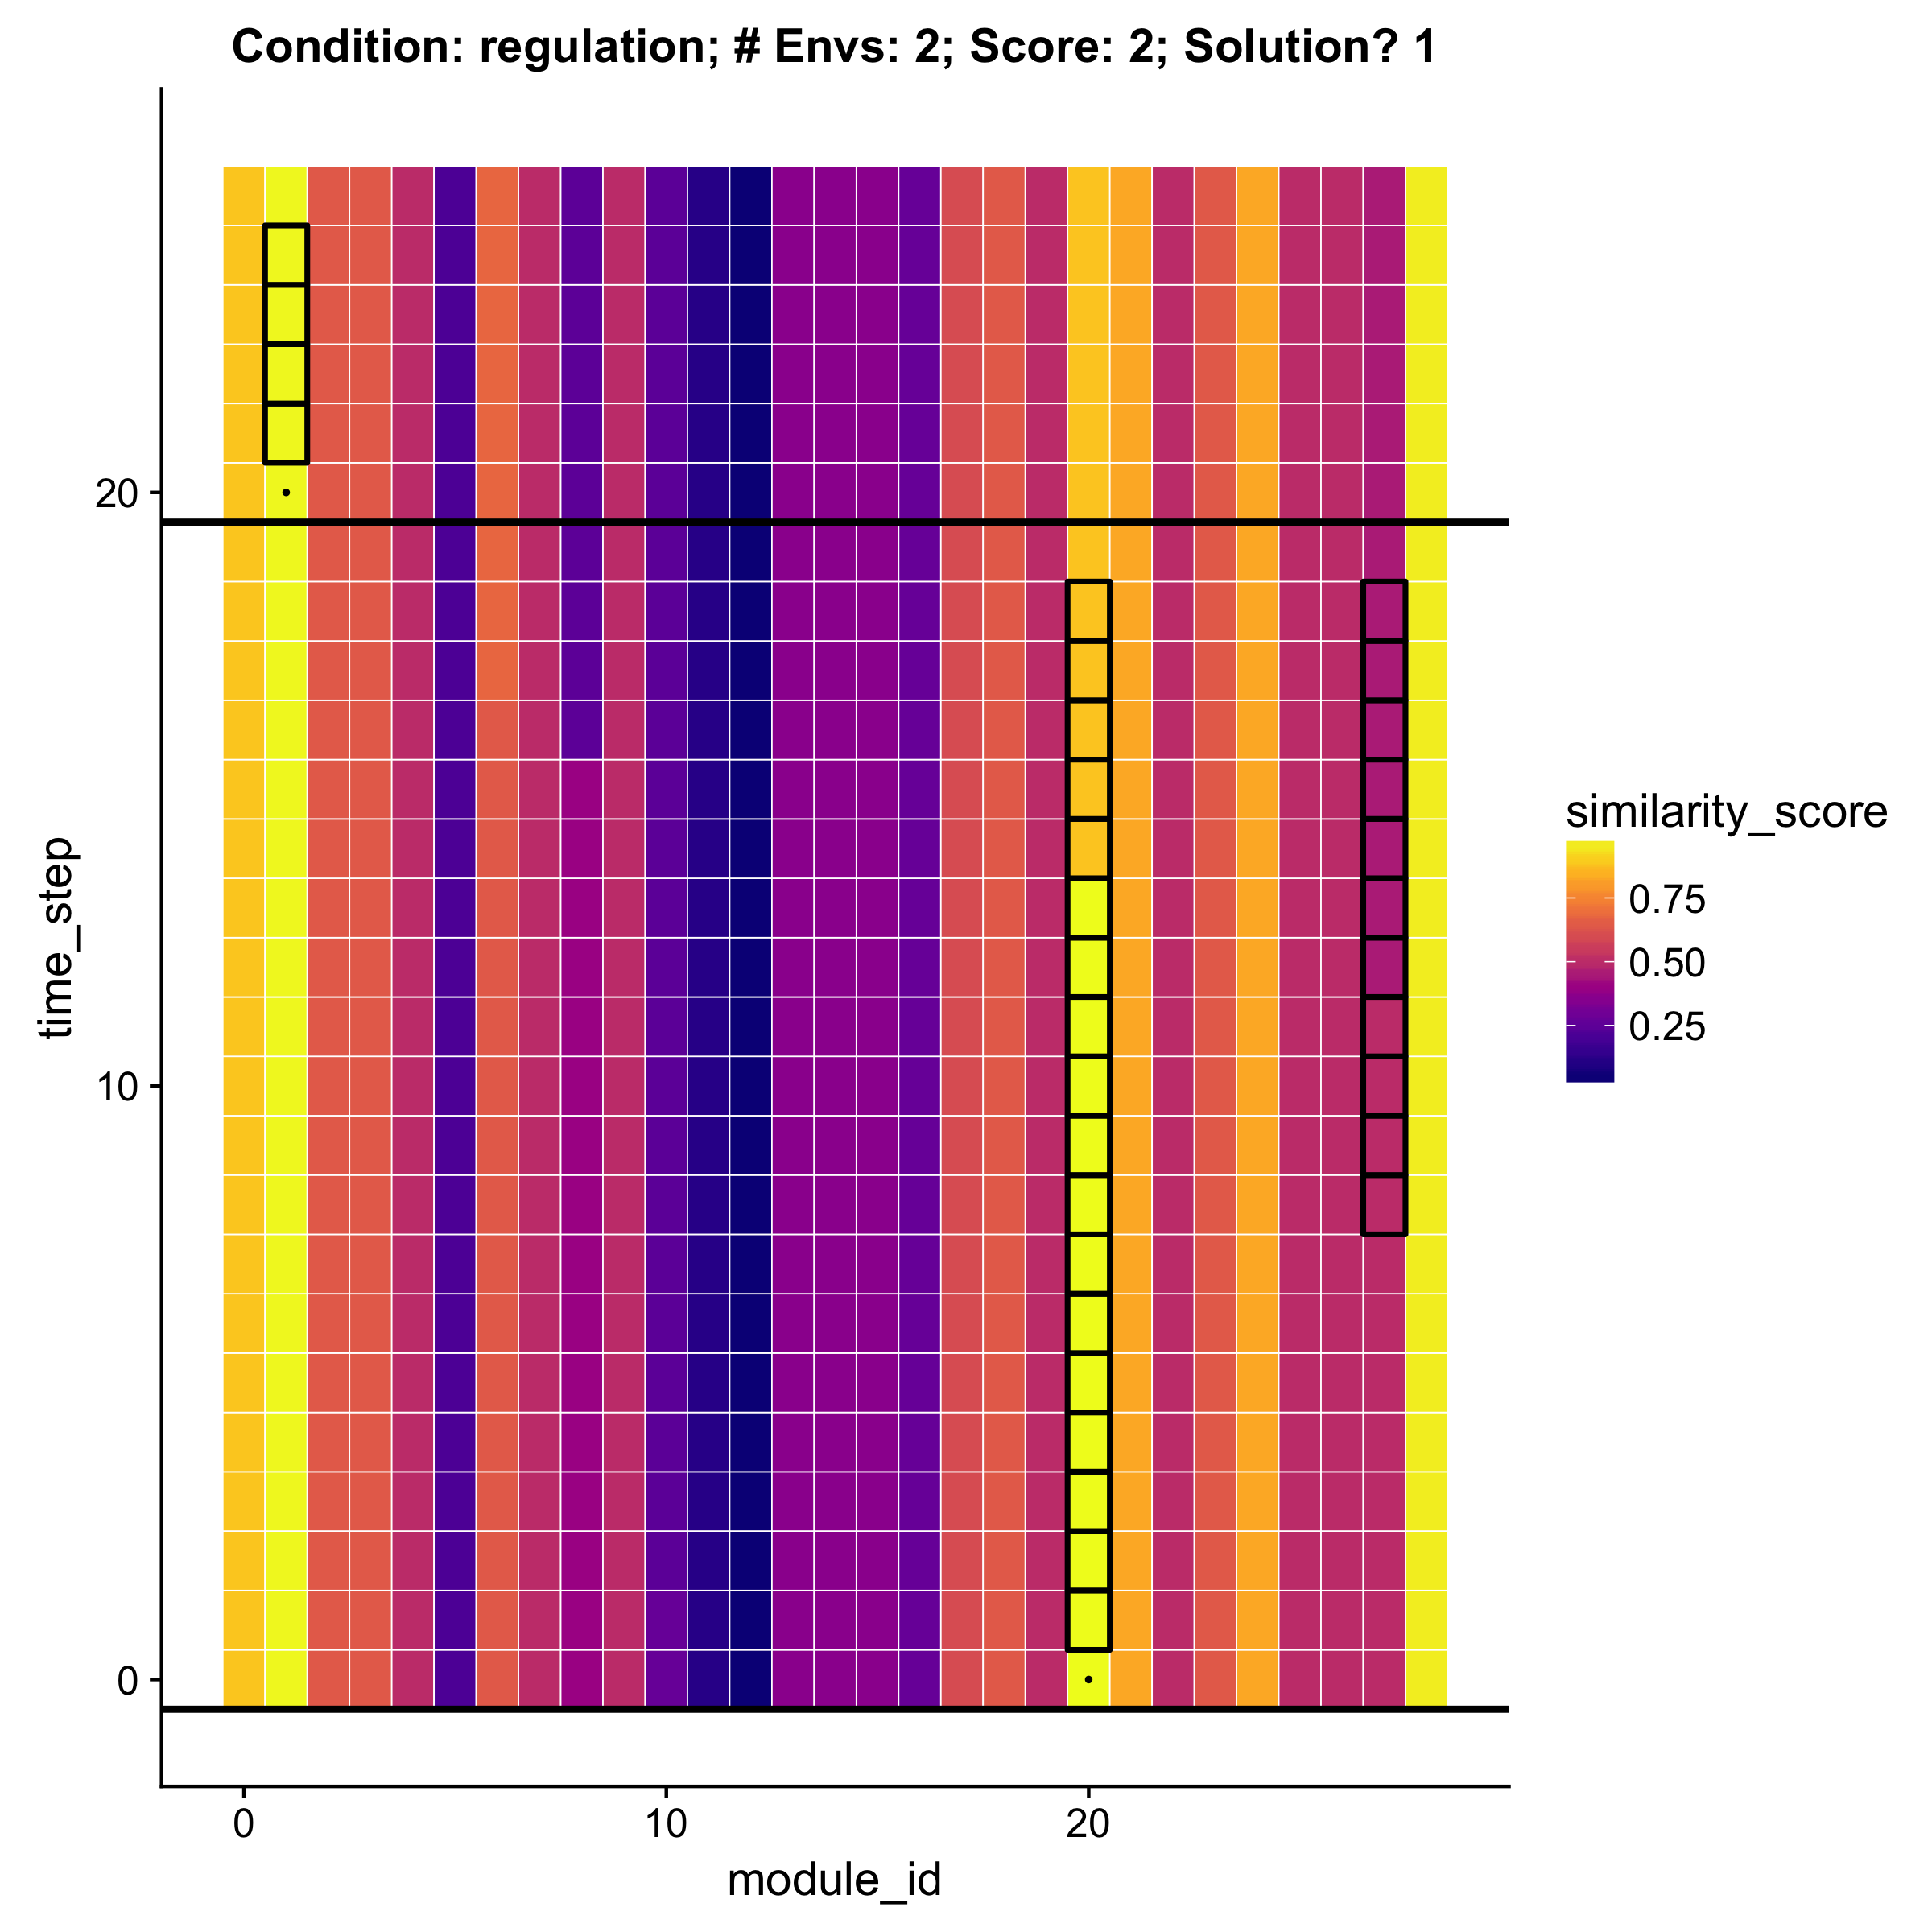 Condition: regulation; # Envs: 2; Score: 2; Solution? 1
20
10
0
time_step
0
10
20
module_id
similarity_score
0.75
0.50
0.25